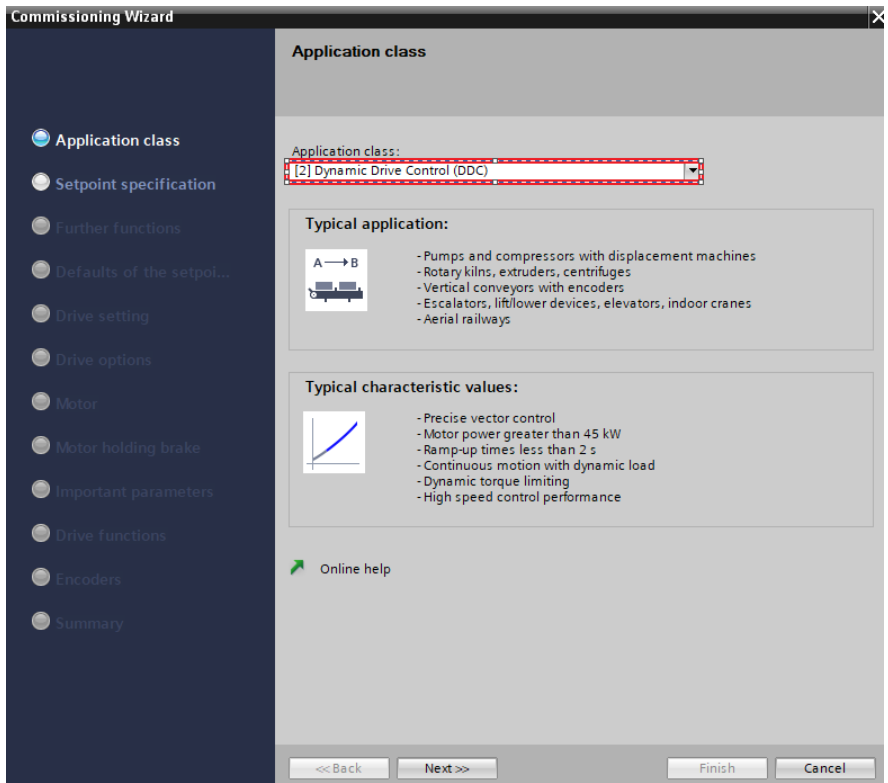 Commissioning Wizard
Application class
Setpoint specification
Further functions
Defaults of the setpoi...
Drive setting
Drive options
Motor
Motor holding brake
Important parameters
Drive functions
Encoders
Summary
Application class
Application class:
[2] Dynamic Drive Control (DDC)
Typical application:
A → B
- Pumps and compressors with displacement machines
- Rotary kilns, extruders, centrifuges
- Vertical conveyors with encoders
- Escalators, lift/lower devices, elevators, indoor cranes
- Aerial railways
Typical characteristic values:
- Precise vector control
- Motor power greater than 45 kW
- Ramp-up times less than 2 s
- Continuous motion with dynamic load
- Dynamic torque limiting
- High speed control performance
Online help
<< Back
Next >>
Finish
Cancel